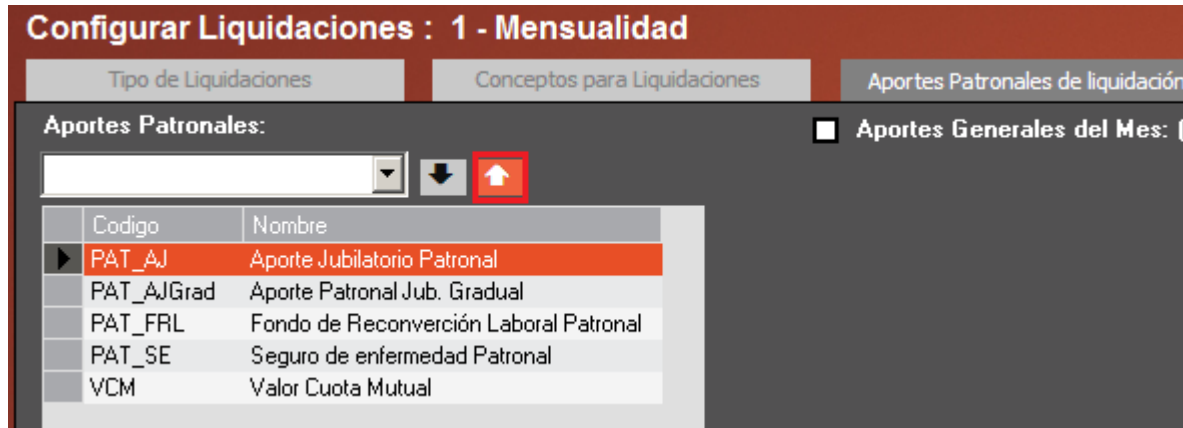 Configurar Liquidaciones : 1 - Mensualidad
Tipo de Liquidaciones Conceptos para Liquidaciones Aportes Patronales de liquidación
Aportes Patronales: Aportes Generales del Mes: (
Codigo Nombre
PAT_AJ Aporte Jubilatorio Patronal
PAT_AJGrad Aporte Patronal Jub. Gradual
PAT_FRL Fondo de Reconverción Laboral Patronal
PAT_SE Seguro de enfermedad Patronal
VCM Valor Cuota Mutual